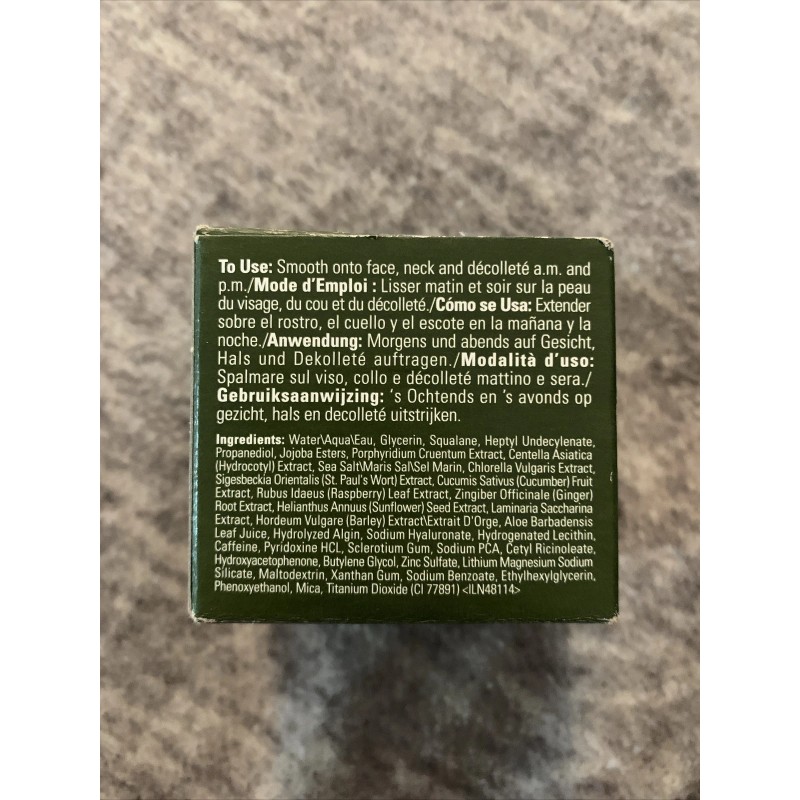 To Use: Smooth onto face, neck and décolleté a.m. and
p.m./Mode d'Emploi : Lisser matin et soir sur la peau
du visage, du cou et du décolleté./Cómo se Usa: Extender
sobre el rostro, el cuello y el escote en la mañana y la
noche./Anwendung: Morgens und abends auf Gesicht,
Hals und Dekolleté auftragen./Modalità d'uso:
Spalmare sul viso, collo e décolleté mattino e sera./
Gebruiksaanwijzing: 's Ochtends en 's avonds op
gezicht, hals en decolleté uitstrijken.
Ingredients: Water\Aqua\Eau, Glycerin, Squalane, Heptyl Undecylenate,
Propanediol, Jojoba Esters, Porphyridium Cruentum Extract, Centella Asiatica
(Hydrocotyl) Extract, Sea Salt\Maris Sal\Sel Marin, Chlorella Vulgaris Extract,
Sigesbeckia Orientalis (St. Paul's Wort) Extract, Cucumis Sativus (Cucumber) Fruit
Extract, Rubus Idaeus (Raspberry) Leaf Extract, Zingiber Officinale (Ginger)
Root Extract, Helianthus Annuus (Sunflower) Seed Extract, Laminaria Saccharina
Extract, Hordeum Vulgare (Barley) Extract\Extrait D'Orge, Aloe Barbadensis
Leaf Juice, Hydrolyzed Algin, Sodium Hyaluronate, Hydrogenated Lecithin,
Caffeine, Pyridoxine HCL, Sclerotium Gum, Sodium PCA, Cetyl Ricinoleate,
Hydroxyacetophenone, Butylene Glycol, Zinc Sulfate, Lithium Magnesium Sodium
Silicate, Maltodextrin, Xanthan Gum, Sodium Benzoate, Ethylhexylglycerin,
Phenoxyethanol, Mica, Titanium Dioxide (CI 77891) <ILN48114>